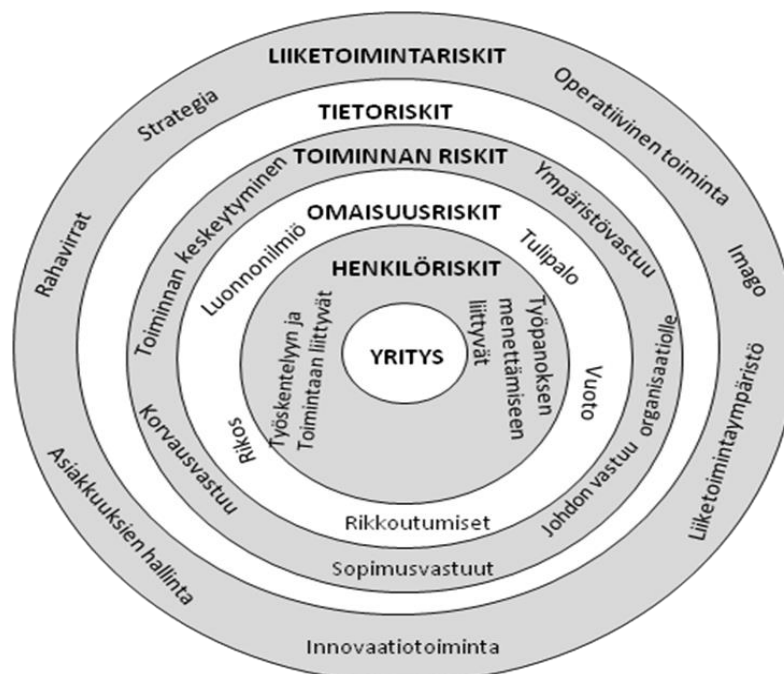 LIIKETOIMINTARISKIT
Strategia
Operatiivinen toiminta
Rahavirrat
Imago
Asiakkuuksien hallinta
Liiketoimintaympäristö
Innovaatiotoiminta
TIETORISKIT
TOIMINNAN RISKIT
Toiminnan keskeytyminen
Ympäristövastuu
Korvausvastuu
Johdon vastuu organisaatiolle
Sopimusvastuut
OMAISUUSRISKIT
Luonnonilmiö
Tulipalo
Rikos
Vuoto
Rikkoutumiset
HENKILÖRISKIT
Työskentelyyn ja
Toimintaan liittyvät
Työpanoksen
menettämiseen
liittyvät
YRITYS